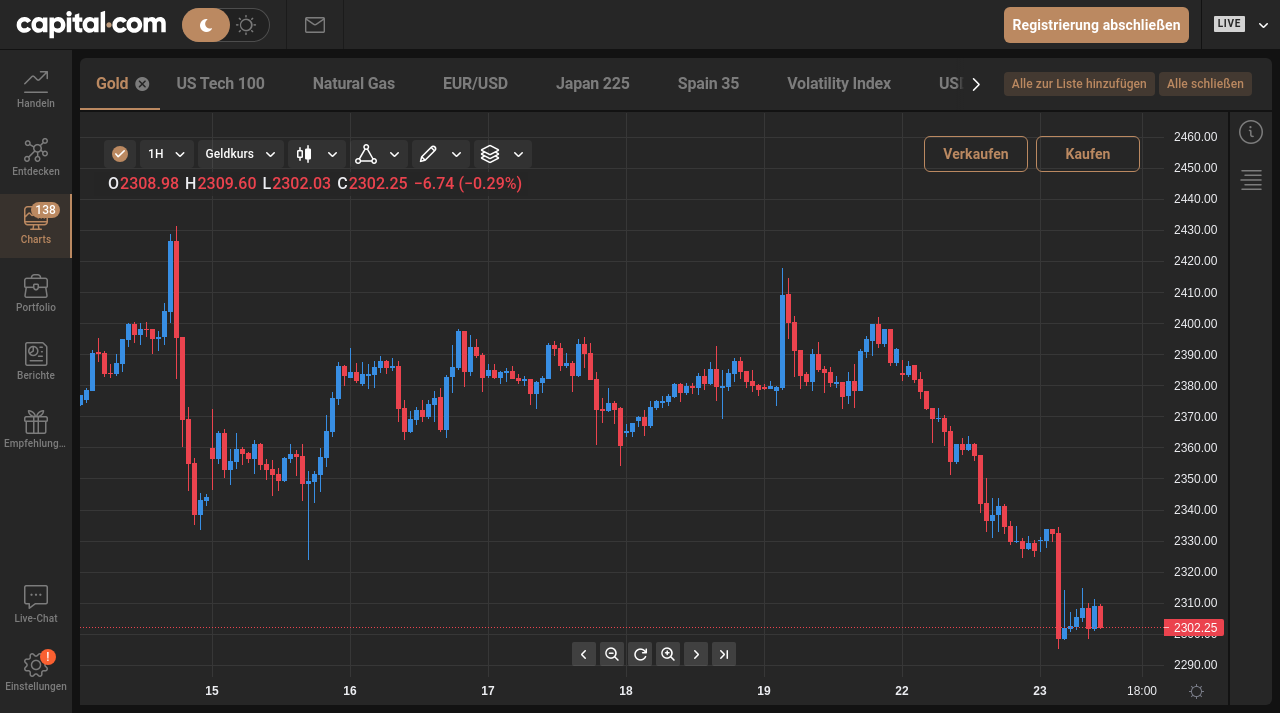 capital.com
Registrierung abschließen
LIVE
Gold
US Tech 100
Natural Gas
EUR/USD
Japan 225
Spain 35
Volatility Index
Alle zur Liste hinzufügen
Alle schließen
Handeln
Entdecken
138
Charts
Portfolio
Berichte
Empfehlung...
Live-Chat
!
Einstellungen
1H
Geldkurs
Verkaufen
Kaufen
O2308.98 H2309.60 L2302.03 C2302.25 −6.74 (−0.29%)
2460.00
2450.00
2440.00
2430.00
2420.00
2410.00
2400.00
2390.00
2380.00
2370.00
2360.00
2350.00
2340.00
2330.00
2320.00
2310.00
2302.25
2290.00
15 16 17 18 19 22 23 18:00